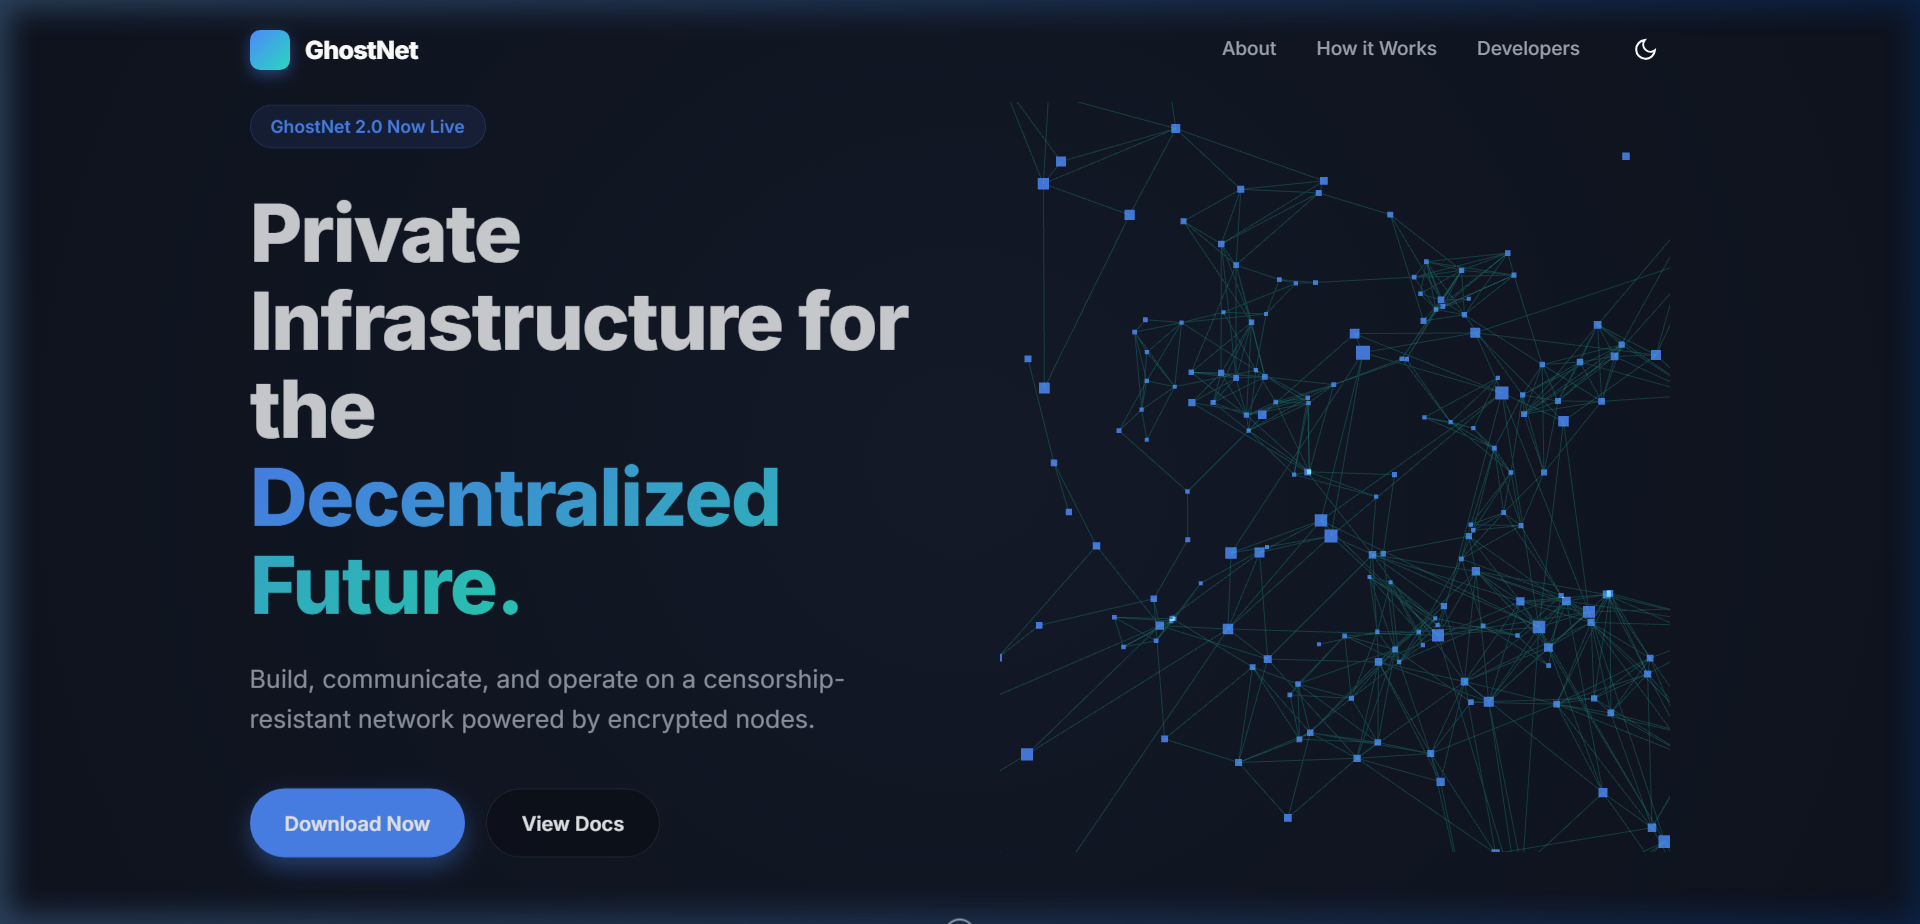 GhostNet
About
How it Works
Developers
GhostNet 2.0 Now Live
Private
Infrastructure for
the
Decentralized
Future.
Build, communicate, and operate on a censorship-
resistant network powered by encrypted nodes.
Download Now
View Docs